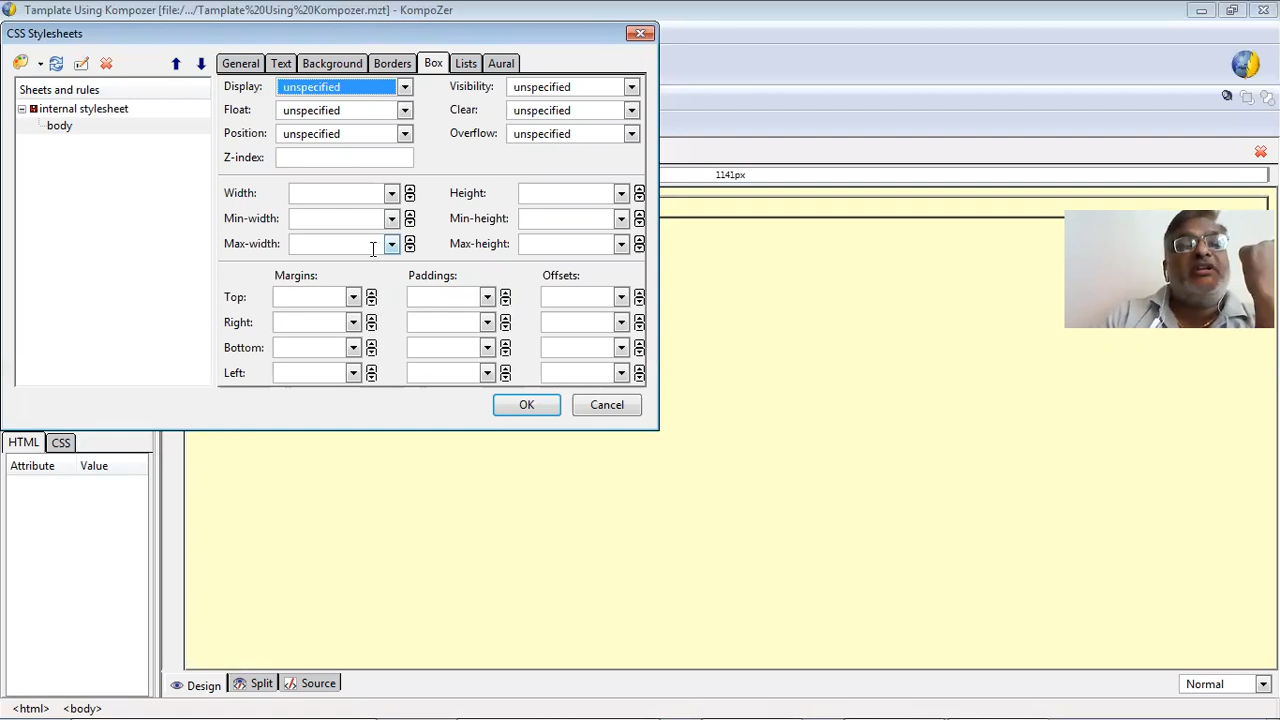 Tamplate Using Kompozer [file:/.../Tamplate%20Using%20Kompozer.mzt] - KompoZer
CSS Stylesheets
General Text Background Borders Box Lists Aural
Sheets and rules
internal stylesheet
body
Display: unspecified Visibility: unspecified
Float: unspecified Clear: unspecified
Position: unspecified Overflow: unspecified
Z-index:
Width: Height:
Min-width: Min-height:
Max-width: Max-height:
Margins: Paddings: Offsets:
Top:
Right:
Bottom:
Left:
OK Cancel
1141px
HTML CSS
Attribute Value
Design Split Source Normal
<html> <body>